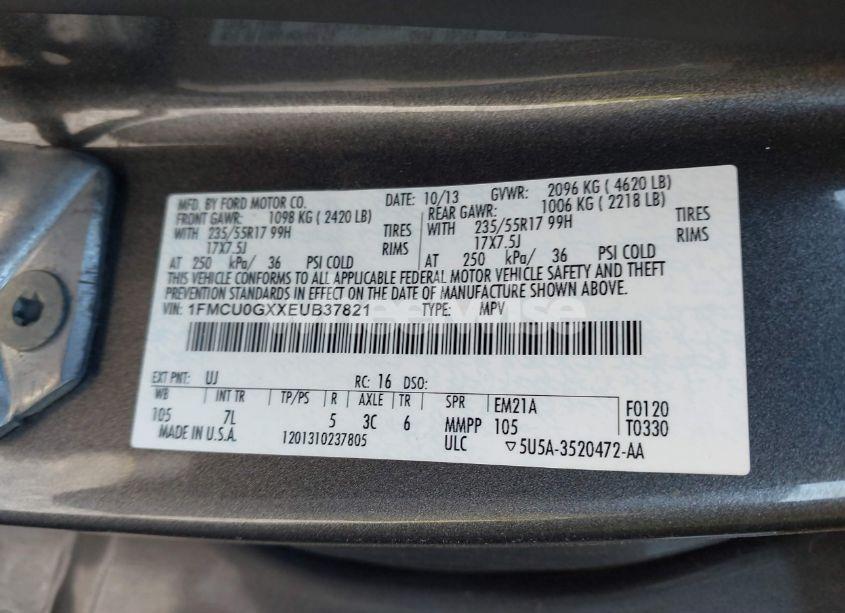 MFD. BY FORD MOTOR CO. DATE: 10/13 GVWR: 2096 KG ( 4620 LB)
FRONT GAWR: 1098 KG ( 2420 LB) REAR GAWR: 1006 KG ( 2218 LB)
WITH 235/55R17 99H TIRES WITH 235/55R17 99H TIRES
17X7.5J RIMS 17X7.5J RIMS
AT 250 kPa/ 36 PSI COLD AT 250 kPa/ 36 PSI COLD
THIS VEHICLE CONFORMS TO ALL APPLICABLE FEDERAL MOTOR VEHICLE SAFETY AND THEFT
PREVENTION STANDARDS IN EFFECT ON THE DATE OF MANUFACTURE SHOWN ABOVE.
VIN: 1FMCU0GXXEUB37821 TYPE: MPV
EXT PNT: UJ RC: 16 DSO:
WB INT TR TP/PS R AXLE TR SPR EM21A F0120
105 7L 5 3C 6 MMPP 105 T0330
MADE IN U.S.A. 1201310237805 ULC ▽5U5A-3520472-AA